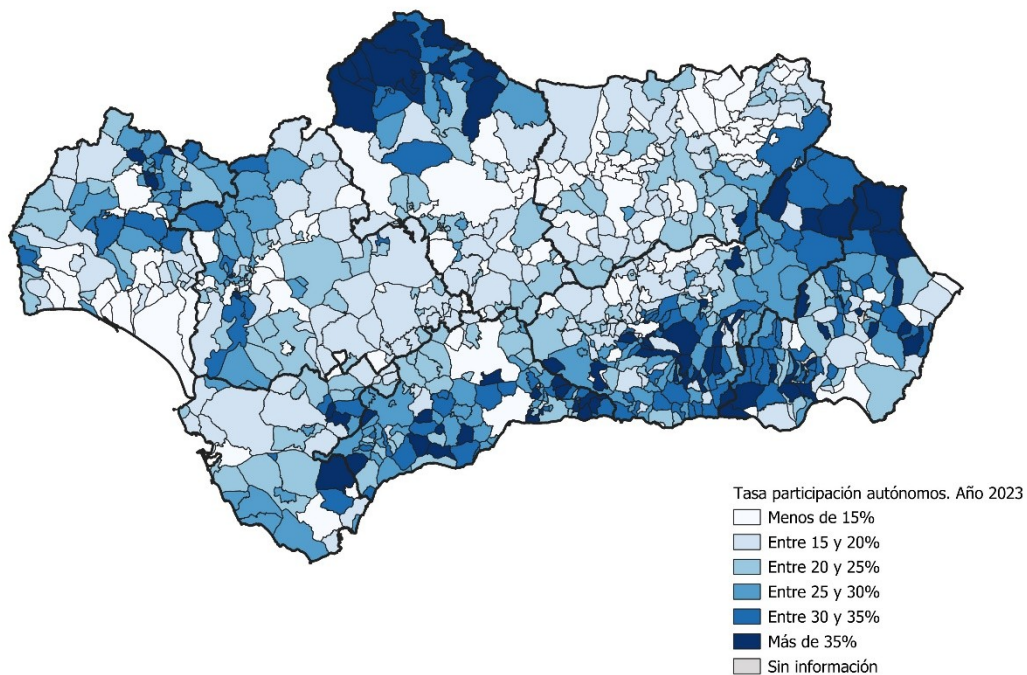 Tasa participación autónomos. Año 2023
Menos de 15%
Entre 15 y 20%
Entre 20 y 25%
Entre 25 y 30%
Entre 30 y 35%
Más de 35%
Sin información